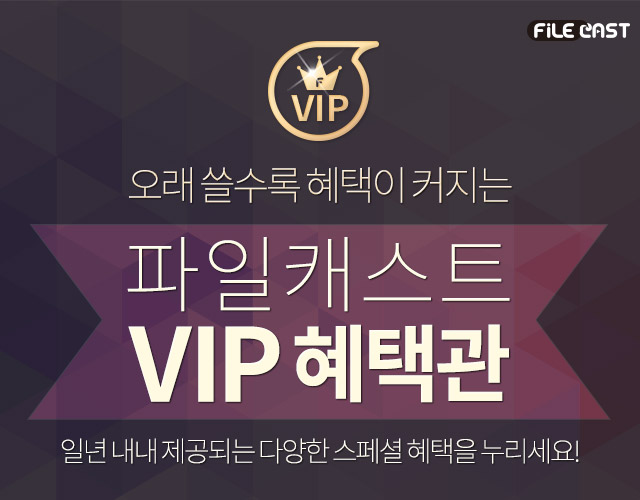 FiLE CAST
VIP
오래 쓸수록 혜택이 커지는
파일캐스트
VIP 혜택관
일년 내내 제공되는 다양한 스페셜 혜택을 누리세요!